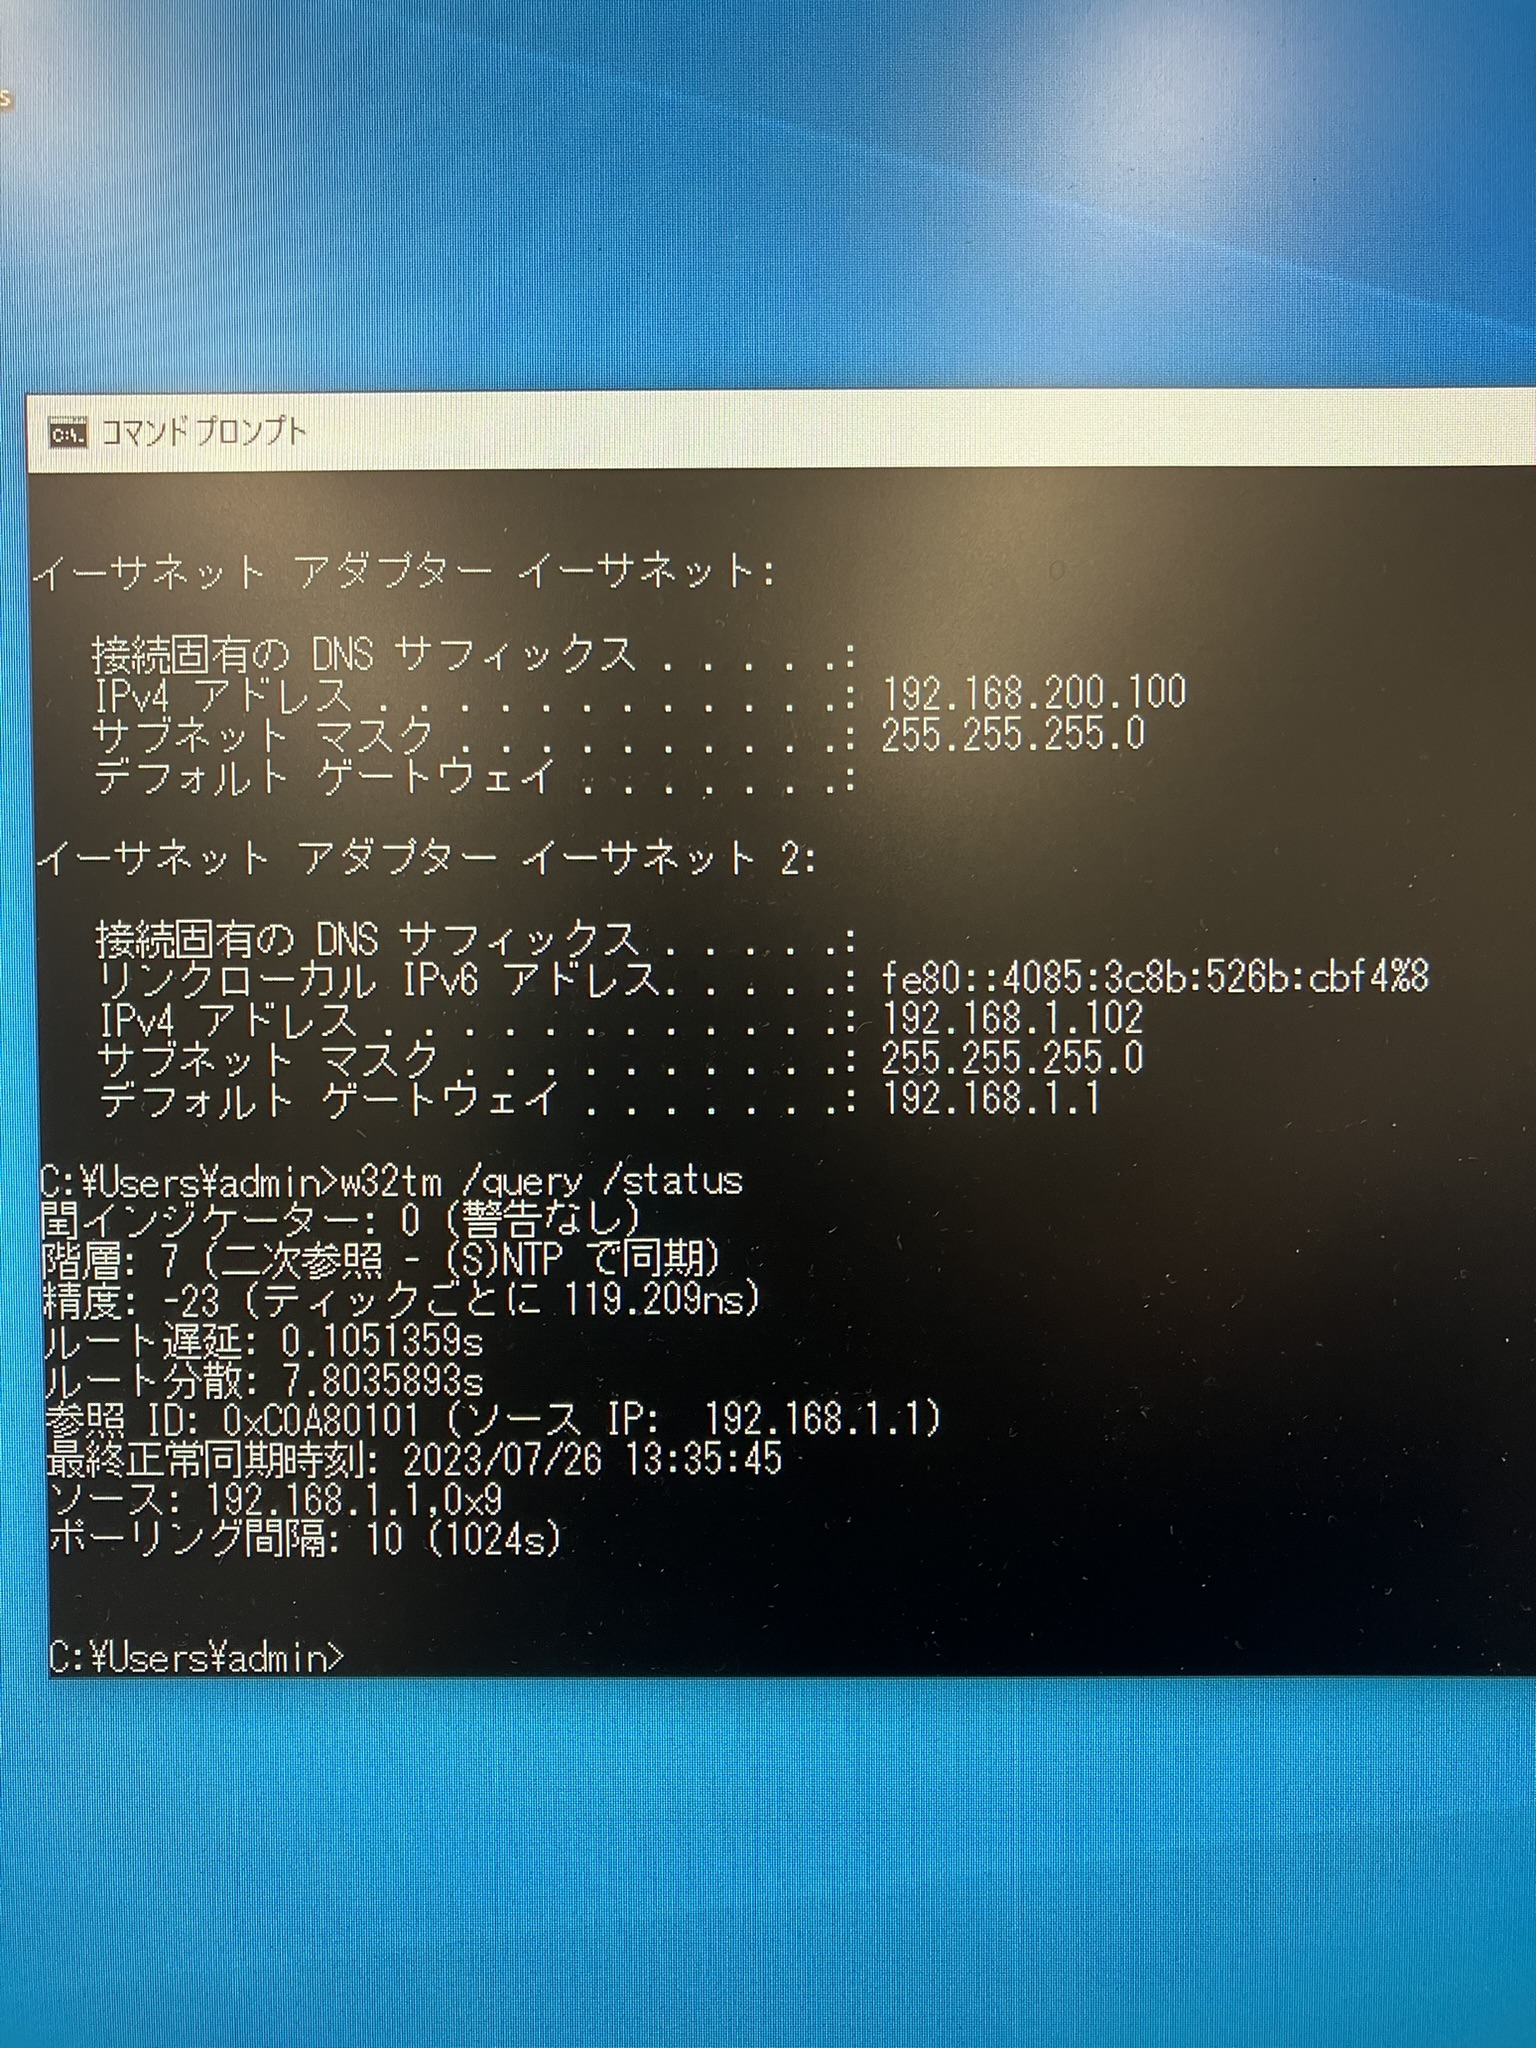 s
コマンド プロンプト
イーサネット アダプター イーサネット:
接続固有の DNS サフィックス . . . . .:
IPv4 アドレス . . . . . . . . . . . .: 192.168.200.100
サブネット マスク . . . . . . . . . .: 255.255.255.0
デフォルト ゲートウェイ . . . . . . .:
イーサネット アダプター イーサネット 2:
接続固有の DNS サフィックス . . . . .:
リンクローカル IPv6 アドレス. . . . .: fe80::4085:3c8b:526b:cbf4%8
IPv4 アドレス . . . . . . . . . . . .: 192.168.1.102
サブネット マスク . . . . . . . . . .: 255.255.255.0
デフォルト ゲートウェイ . . . . . . .: 192.168.1.1
C:¥Users¥admin>w32tm /query /status
閏インジケーター: 0 (警告なし)
階層: 7 (二次参照 - (S)NTP で同期)
精度: -23 (ティックごとに 119.209ns)
ルート遅延: 0.1051359s
ルート分散: 7.8035893s
参照 ID: 0xC0A80101 (ソース IP:  192.168.1.1)
最終正常同期時刻: 2023/07/26 13:35:45
ソース: 192.168.1.1,0x9
ポーリング間隔: 10 (1024s)
C:¥Users¥admin>